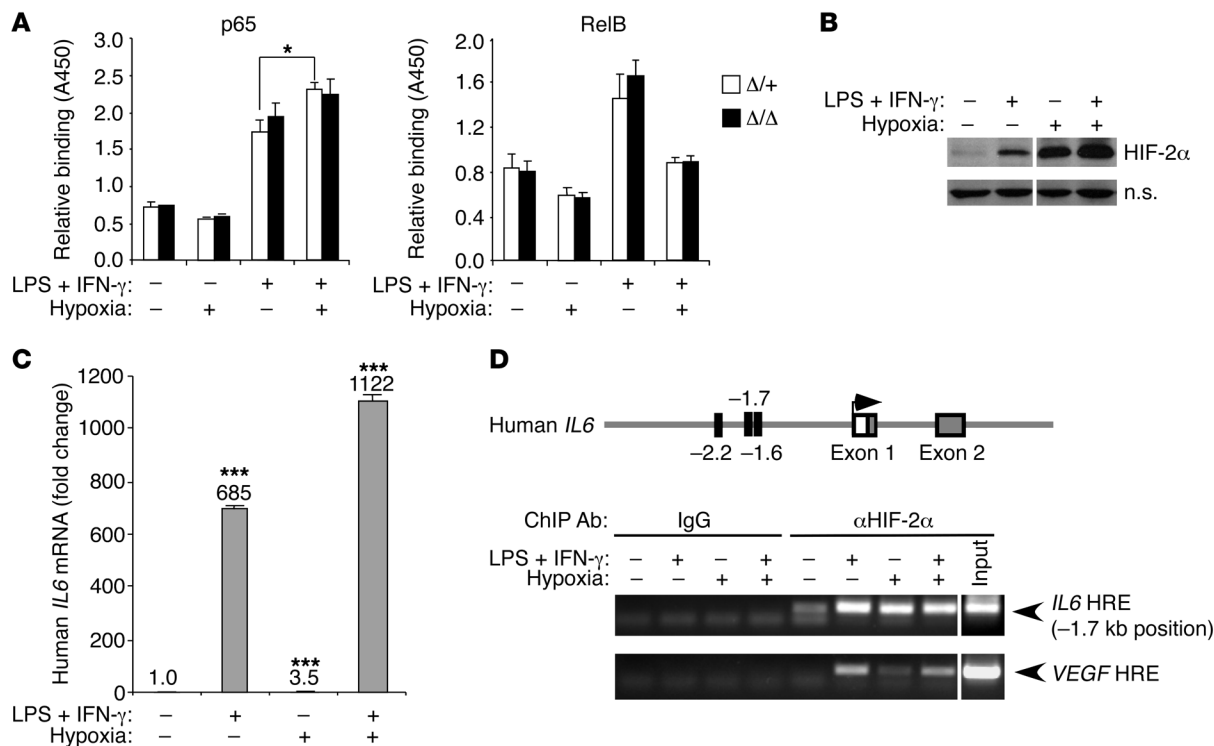 A
p65
Relative binding (A450)
3.0
2.5
2.0
1.5
1.0
0.5
0.0
*
LPS + IFN-γ: – – + +
Hypoxia: – + – +
RelB
Relative binding (A450)
2.0
1.6
1.2
0.8
0.4
0.0
Δ/+
Δ/Δ
LPS + IFN-γ: – – + +
Hypoxia: – + – +
B
LPS + IFN-γ: – + – +
Hypoxia: – – + +
HIF-2α
n.s.
C
Human IL6 mRNA (fold change)
1200
1000
800
600
400
200
0
1.0
***
685
***
3.5
***
1122
LPS + IFN-γ: – + – +
Hypoxia: – – + +
D
–1.7
Human IL6
–2.2 –1.6 Exon 1 Exon 2
ChIP Ab: IgG αHIF-2α
LPS + IFN-γ: – + – + – + – +
Hypoxia: – – + + – – + +
Input
IL6 HRE
(–1.7 kb position)
VEGF HRE